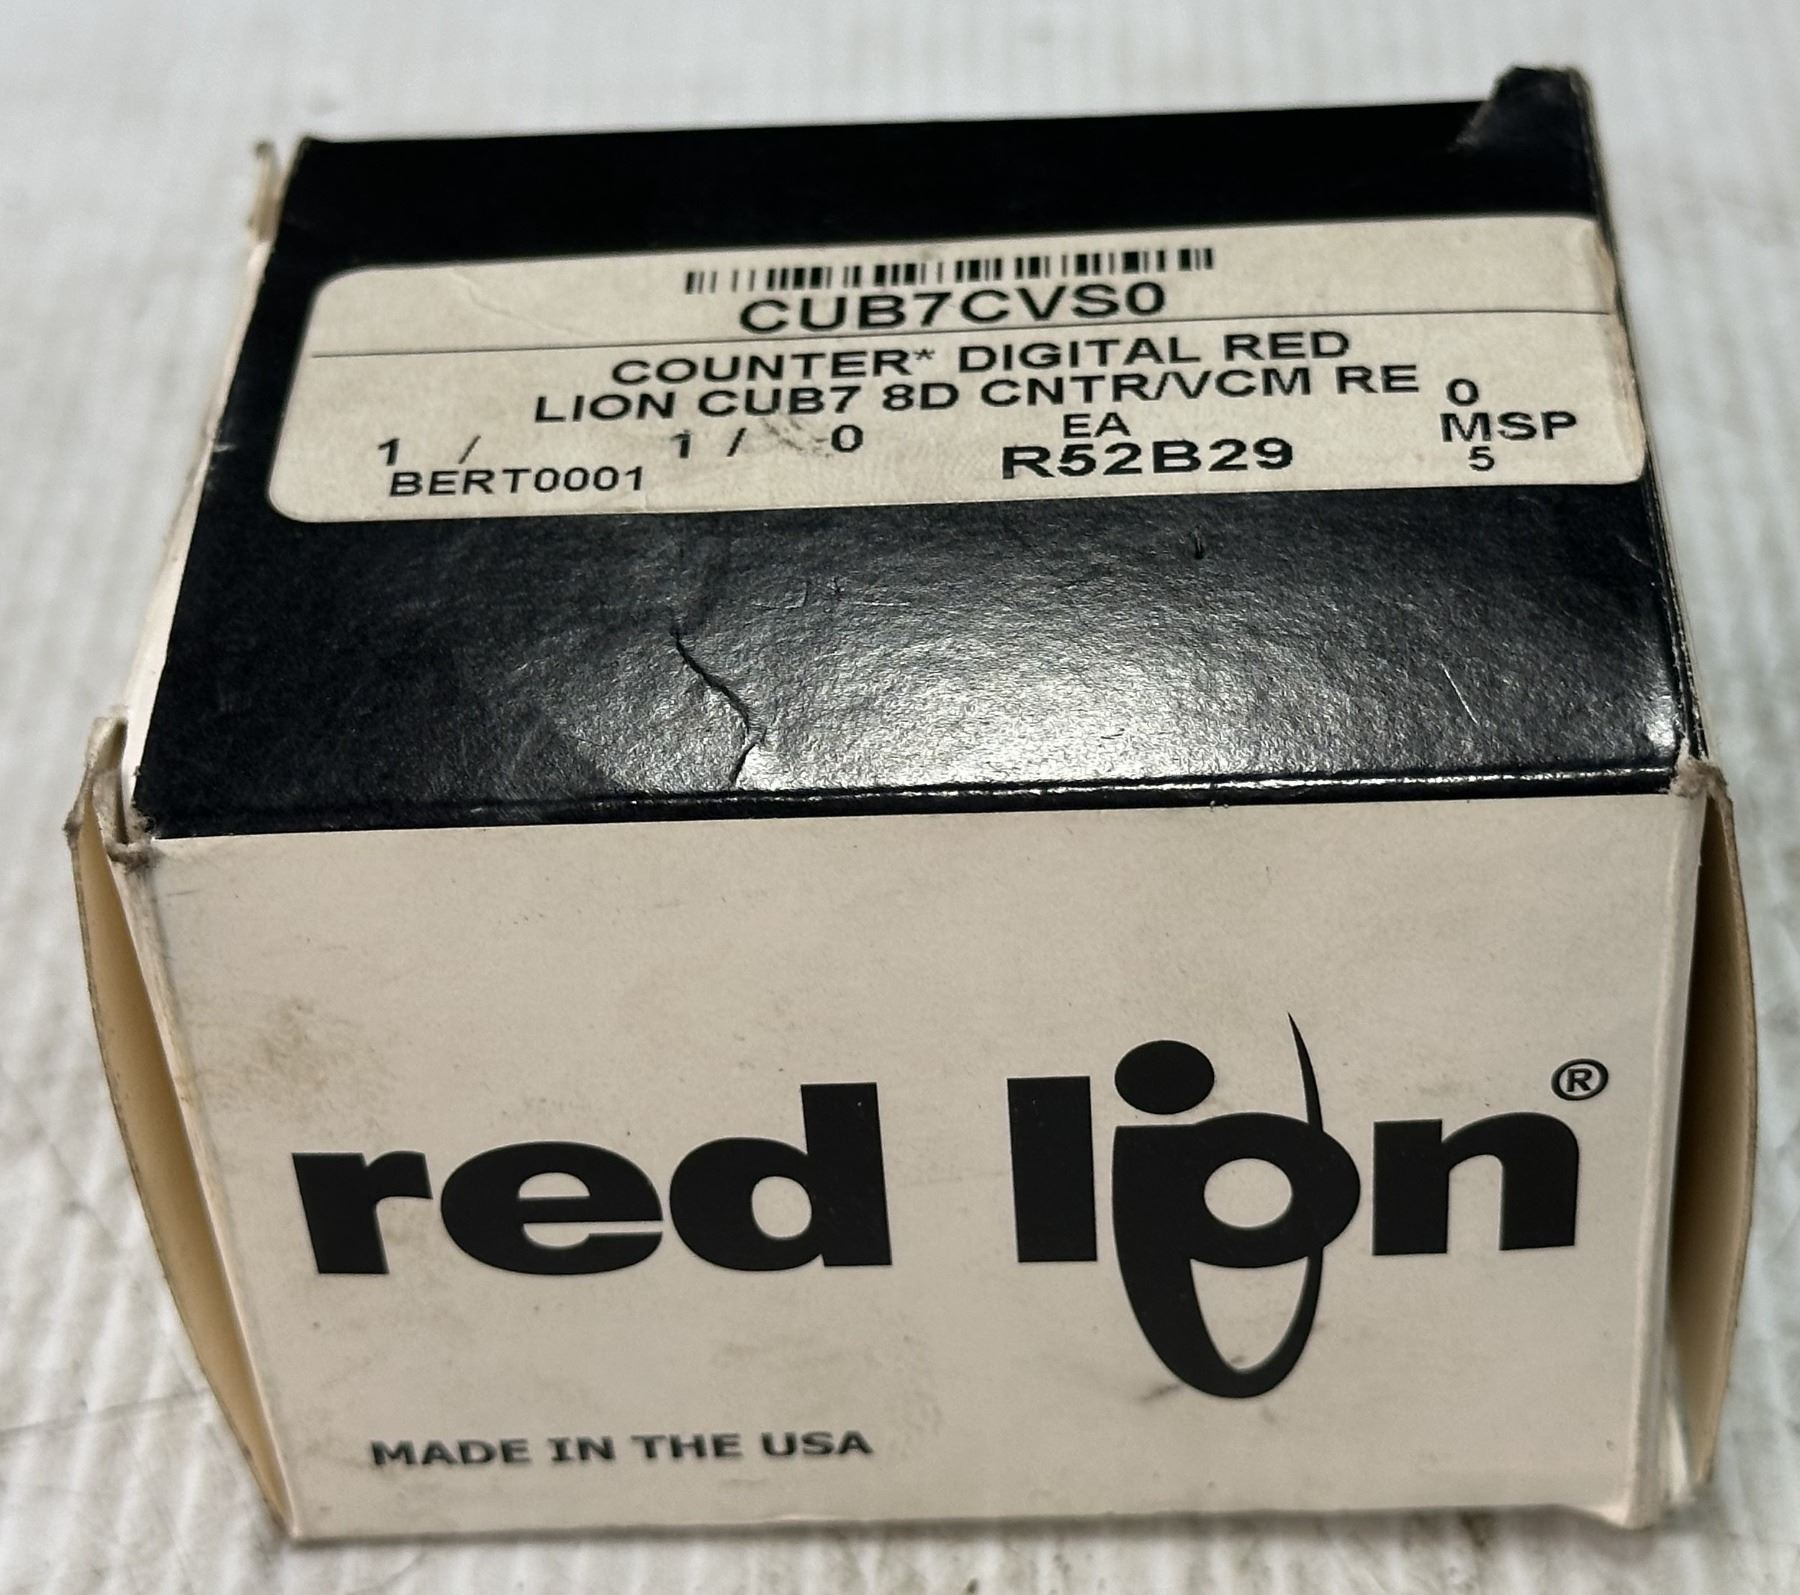 CUB7CVS0
COUNTER* DIGITAL RED
LION CUB7 8D CNTR/VCM RE 0
1 / 1 / 0 EA MSP
BERT0001 R52B29 5
red lion®
MADE IN THE USA